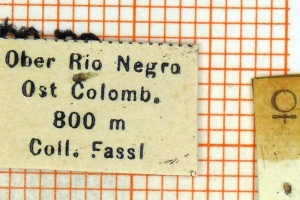 Ober Rio Negro
Ost Colomb.
800 m
Coll. Fassl
♀